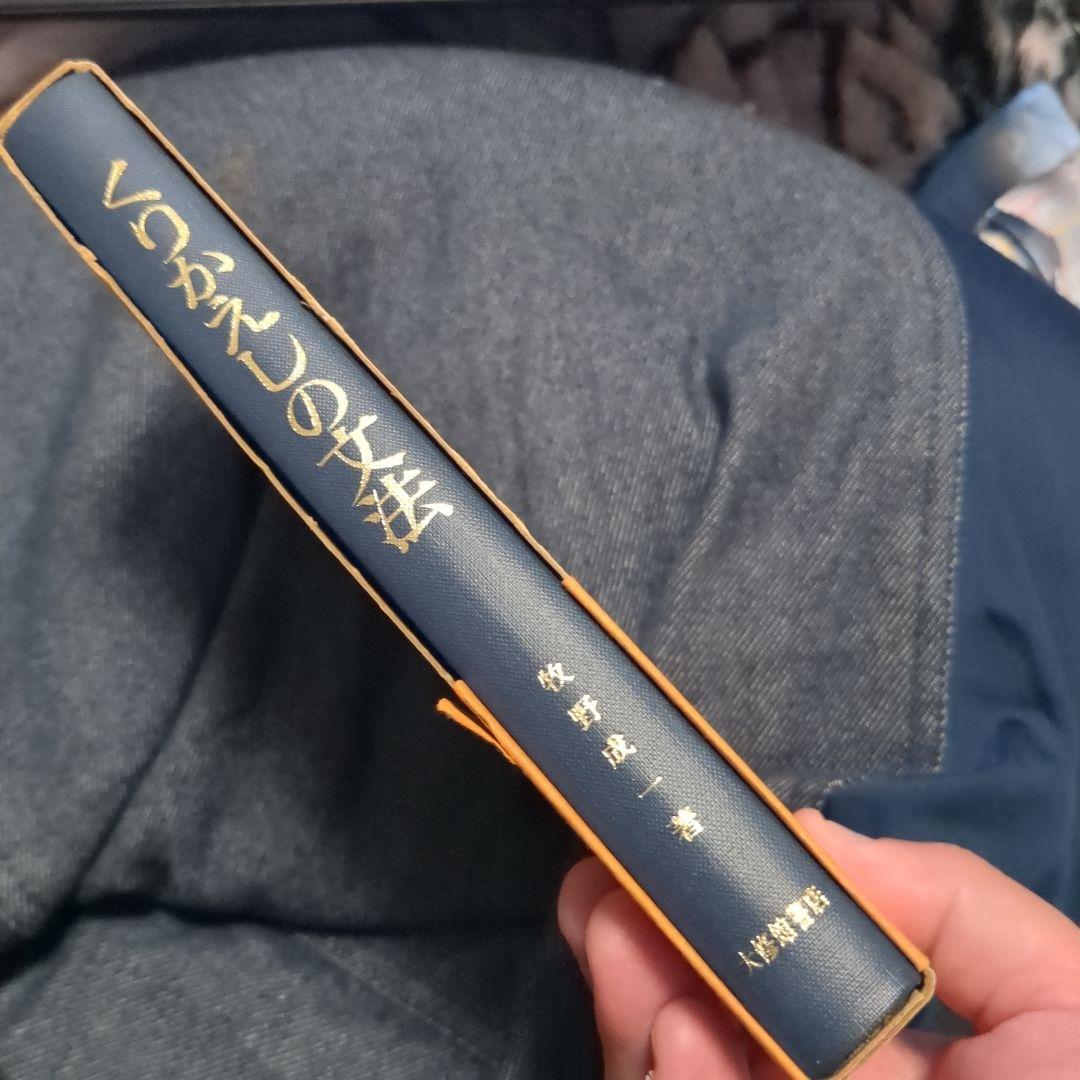 くりかえしの文法
牧野成一著
大修館書店